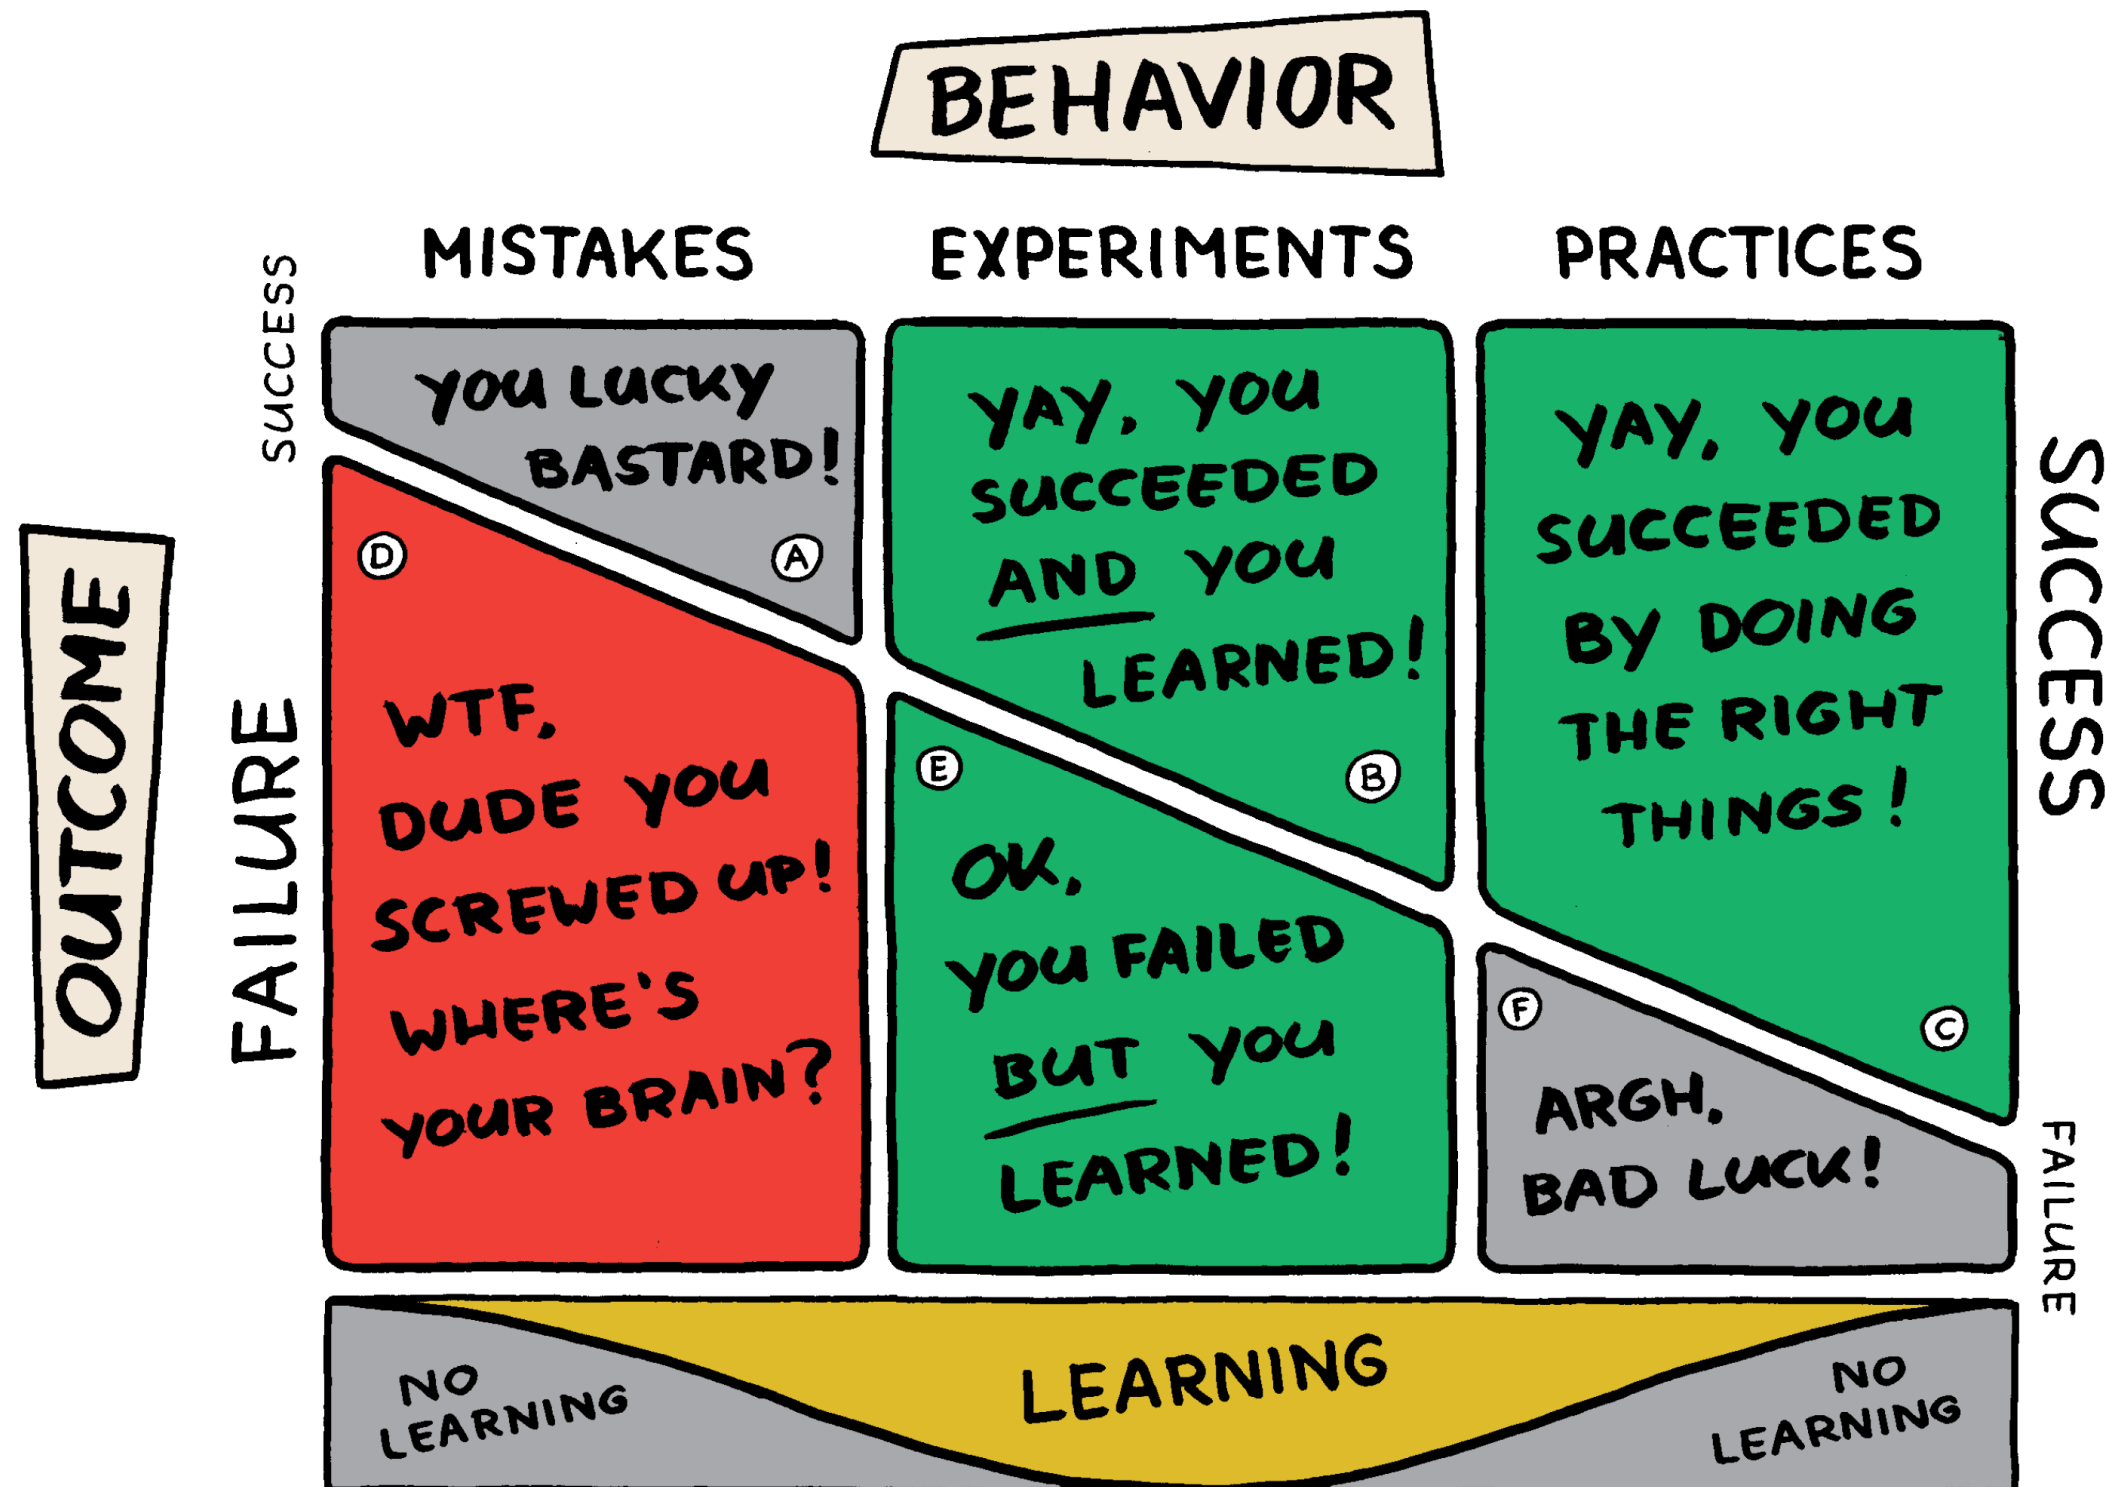 BEHAVIOR
MISTAKES
EXPERIMENTS
PRACTICES
OUTCOME
SUCCESS
FAILURE
YOU LUCKY
BASTARD!
A
D
WTF,
DUDE YOU
SCREWED UP!
WHERE'S
YOUR BRAIN?
YAY, YOU
SUCCEEDED
AND YOU
LEARNED!
B
E
OK,
YOU FAILED
BUT YOU
LEARNED!
YAY, YOU
SUCCEEDED
BY DOING
THE RIGHT
THINGS!
C
F
ARGH,
BAD LUCK!
SUCCESS
FAILURE
NO
LEARNING
LEARNING
NO
LEARNING